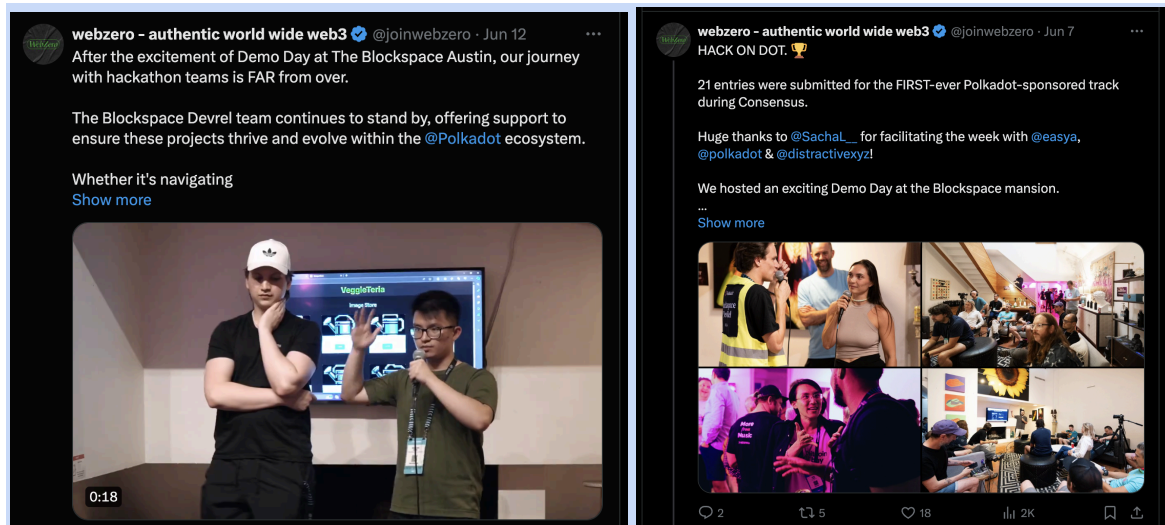 webzero - authentic world wide web3 @joinwebzero · Jun 12
After the excitement of Demo Day at The Blockspace Austin, our journey
with hackathon teams is FAR from over.
The Blockspace Devrel team continues to stand by, offering support to
ensure these projects thrive and evolve within the @Polkadot ecosystem.
Whether it's navigating
Show more
VeggleTeria
Image Store
0:18
webzero - authentic world wide web3 @joinwebzero · Jun 7
HACK ON DOT. 🏆
21 entries were submitted for the FIRST-ever Polkadot-sponsored track
during Consensus.
Huge thanks to @SachaL__ for facilitating the week with @easya,
@polkadot & @distractivexyz!
We hosted an exciting Demo Day at the Blockspace mansion.
...
Show more
More
Music
2
5
18
2K